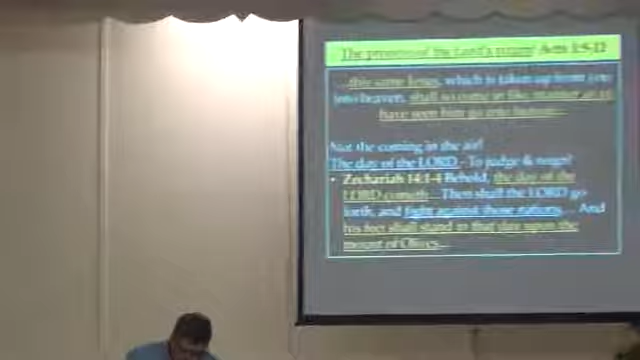 The promise of the Lord's return! Acts 1:5-12
this same Jesus, which is taken up from you
into heaven, shall so come in like manner as ye
have seen him go into heaven.
Not the coming in the air!
The day of the LORD - To judge & reign!
• Zechariah 14:1-4 Behold, the day of the
LORD cometh... Then shall the LORD go
forth, and fight against those nations, ... And
his feet shall stand in that day upon the
mount of Olives...